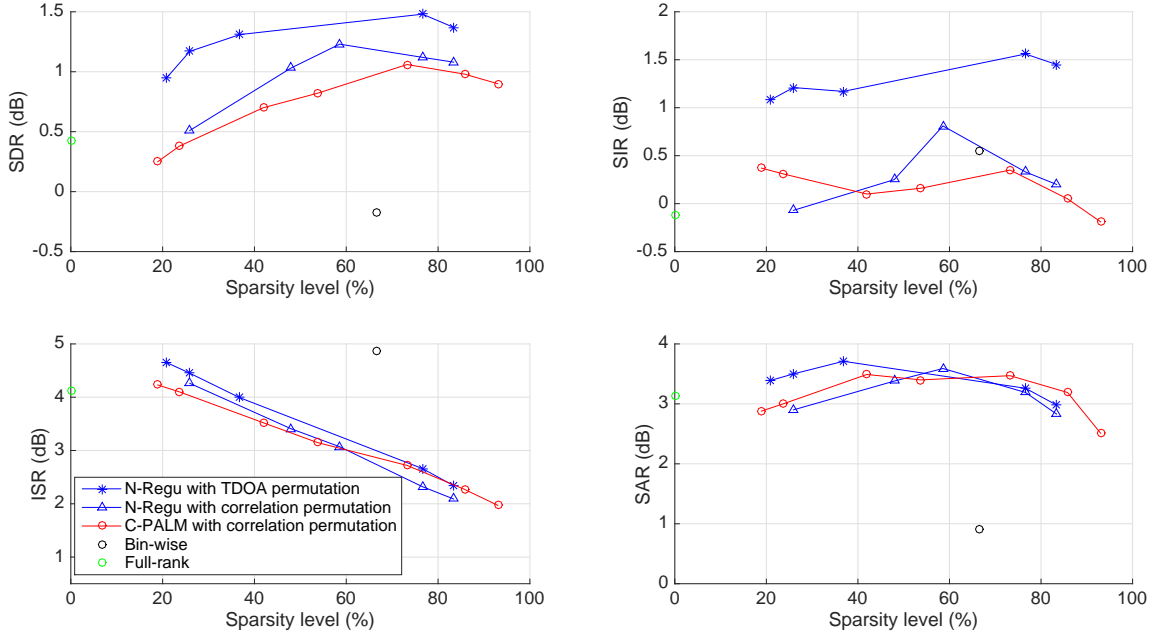 SDR (dB)
1.5
1
0.5
0
-0.5
0 20 40 60 80 100
Sparsity level (%)
SIR (dB)
2
1.5
1
0.5
0
-0.5
0 20 40 60 80 100
Sparsity level (%)
ISR (dB)
5
4
3
2
1
N-Regu with TDOA permutation
N-Regu with correlation permutation
C-PALM with correlation permutation
Bin-wise
Full-rank
0 20 40 60 80 100
Sparsity level (%)
SAR (dB)
4
3
2
1
0
0 20 40 60 80 100
Sparsity level (%)